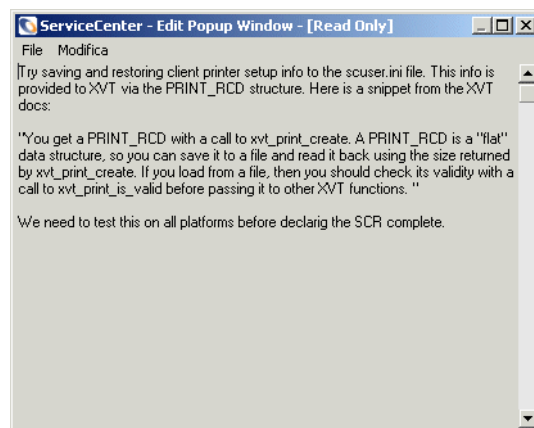 ServiceCenter - Edit Popup Window - [Read Only]
File Modifica
Try saving and restoring client printer setup info to the scuser.ini file. This info is
provided to XVT via the PRINT_RCD structure. Here is a snippet from the XVT
docs:
"You get a PRINT_RCD with a call to xvt_print_create. A PRINT_RCD is a "flat"
data structure, so you can save it to a file and read it back using the size returned
by xvt_print_create. If you load from a file, then you should check its validity with a
call to xvt_print_is_valid before passing it to other XVT functions. "
We need to test this on all platforms before declarig the SCR complete.